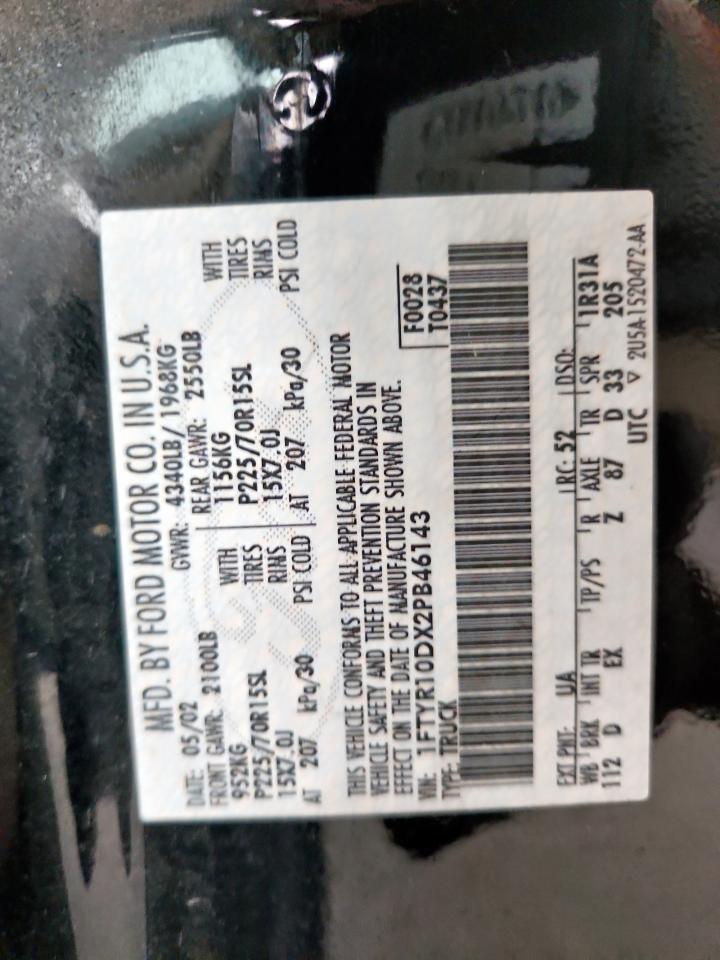 MFD. BY FORD MOTOR CO. IN U.S.A.
DATE: 05/02 GVWR: 4340LB/ 1968KG
FRONT GAWR: 2100LB REAR GAWR: 2550LB
952KG WITH 1156KG WITH
P225/70R15SL TIRES P225/70R15SL TIRES
15X7.0J RIMS 15X7.0J RIMS
AT 207 kPa/30 PSI COLD AT 207 kPa/30 PSI COLD
THIS VEHICLE CONFORMS TO ALL APPLICABLE FEDERAL MOTOR
VEHICLE SAFETY AND THEFT PREVENTION STANDARDS IN
EFFECT ON THE DATE OF MANUFACTURE SHOWN ABOVE.
VIN: 1FTYR10DX2PB46143 F0028
TYPE: TRUCK T0437
EXT PNT: UA RC: 52 DSO:
WB BRK INT TR TP/PS R AXLE TR SPR 1R31A
112 D EX Z 87 D 33 205
UTC ▽ 2U5A-1520472-AA